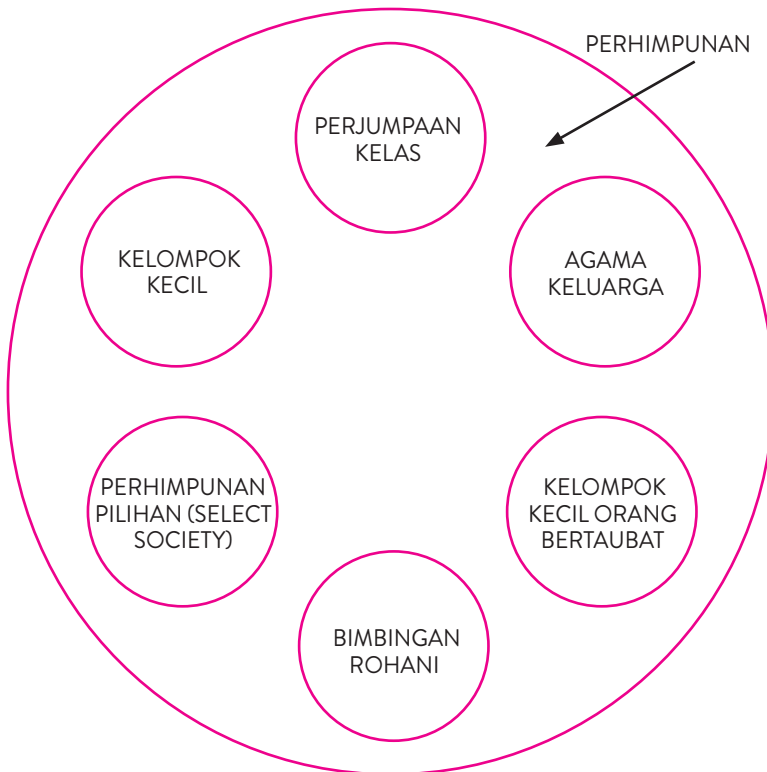 PERHIMPUNAN
PERJUMPAAN
KELAS
KELOMPOK
KECIL
AGAMA
KELUARGA
PERHIMPUNAN
PILIHAN (SELECT
SOCIETY)
KELOMPOK
KECIL ORANG
BERTAUBAT
BIMBINGAN
ROHANI